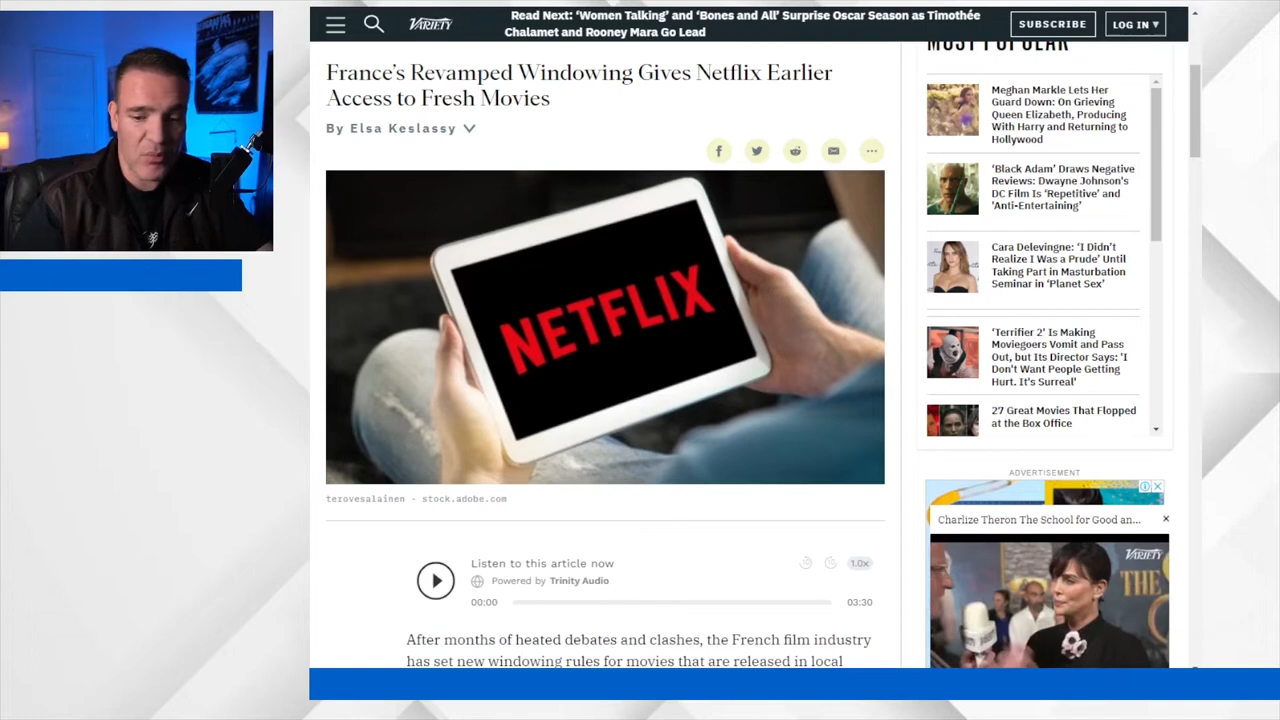 VARIETY
Read Next: ‘Women Talking’ and ‘Bones and All’ Surprise Oscar Season as Timothée
Chalamet and Rooney Mara Go Lead
SUBSCRIBE
LOG IN ▾
France’s Revamped Windowing Gives Netflix Earlier
Access to Fresh Movies
By Elsa Keslassy
NETFLIX
terovesalainen - stock.adobe.com
Listen to this article now
Powered by Trinity Audio
1.0x
00:00
03:30
After months of heated debates and clashes, the French film industry
has set new windowing rules for movies that are released in local
MOST POPULAR
Meghan Markle Lets Her
Guard Down: On Grieving
Queen Elizabeth, Producing
With Harry and Returning to
Hollywood
‘Black Adam’ Draws Negative
Reviews: Dwayne Johnson's
DC Film Is ‘Repetitive’ and
'Anti-Entertaining’
Cara Delevingne: ‘I Didn’t
Realize I Was a Prude’ Until
Taking Part in Masturbation
Seminar in ‘Planet Sex’
‘Terrifier 2’ Is Making
Moviegoers Vomit and Pass
Out, but Its Director Says: 'I
Don't Want People Getting
Hurt. It's Surreal'
27 Great Movies That Flopped
at the Box Office
ADVERTISEMENT
Charlize Theron The School for Good an...
VARIETY
THE